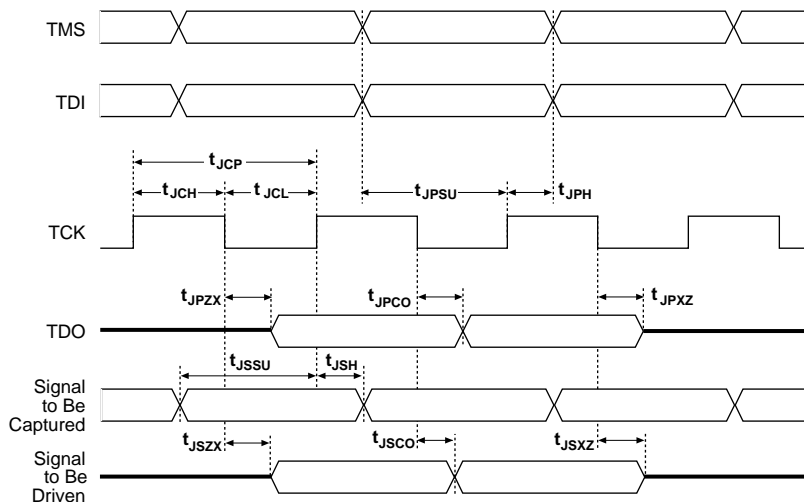 TMS
TDI
tJCP
tJCH
tJCL
tJPSU
tJPH
TCK
tJPZX
tJPCO
tJPXZ
TDO
tJSSU
tJSH
Signal
to Be
Captured
tJSZX
tJSCO
tJSXZ
Signal
to Be
Driven